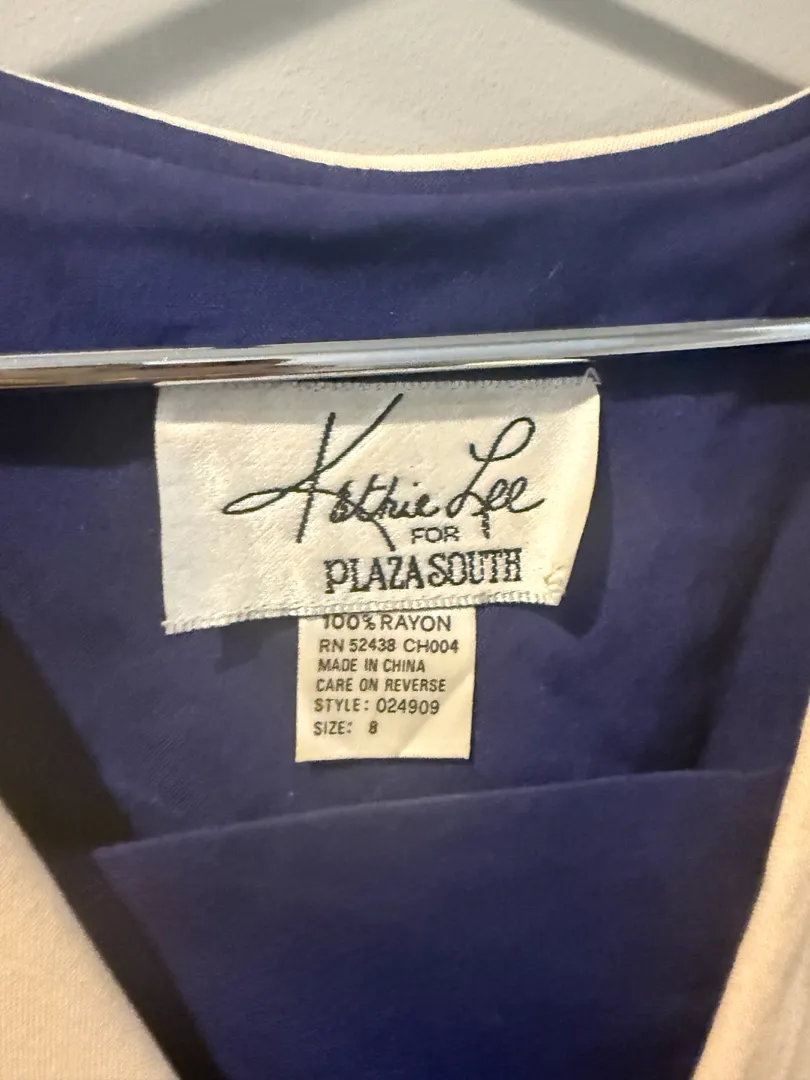 Kathie Lee
FOR
PLAZA SOUTH
100% RAYON
RN 52438 CH004
MADE IN CHINA
CARE ON REVERSE
STYLE: 024909
SIZE: 8